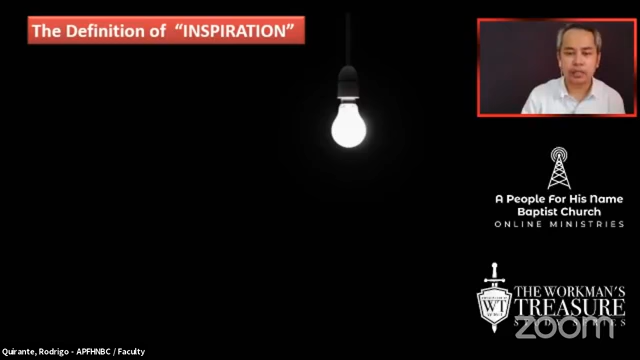 The Definition of "INSPIRATION"
A People For His Name
Baptist Church
ONLINE MINISTRIES
WT
THE WORKMAN'S
TREASURE
zoom
Quirante, Rodrigo - APFHNBC / Faculty